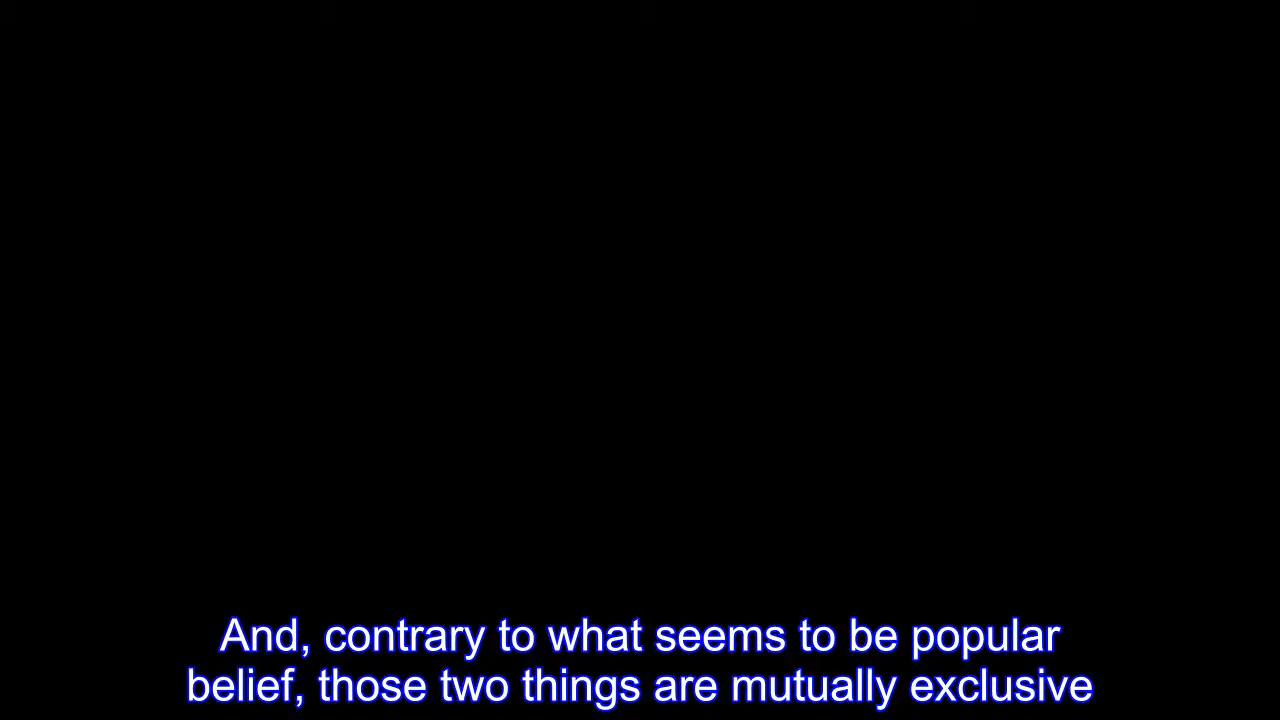 And, contrary to what seems to be popular
belief, those two things are mutually exclusive